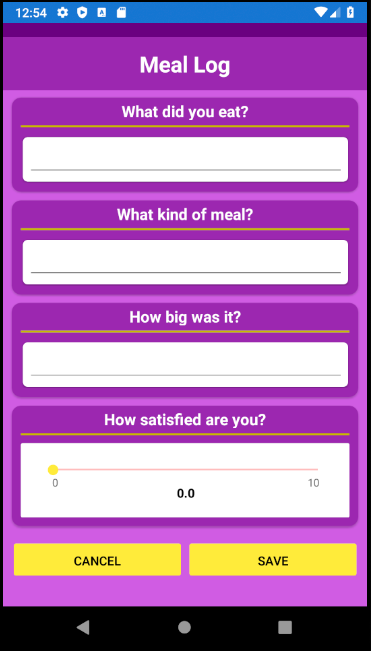 12:54
Meal Log
What did you eat?
What kind of meal?
How big was it?
How satisfied are you?
0 10
0.0
CANCEL SAVE